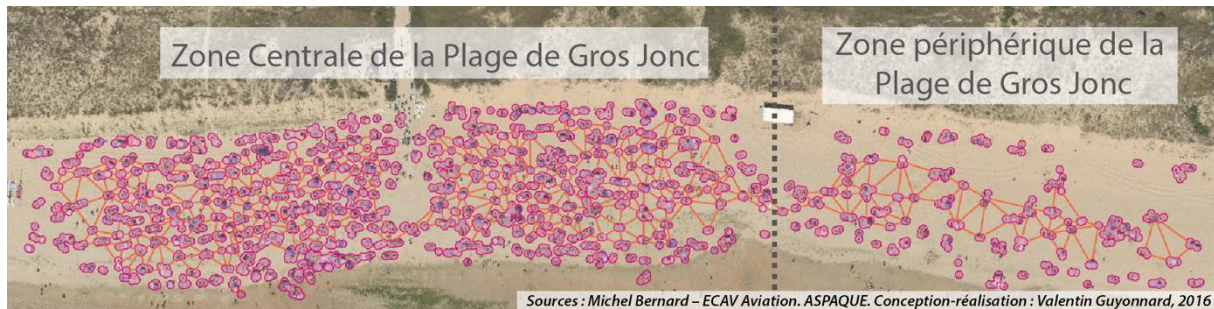 Zone Centrale de la Plage de Gros Jonc
Zone périphérique de la
Plage de Gros Jonc
Sources : Michel Bernard – ECAV Aviation. ASPAQUE. Conception-réalisation : Valentin Guyonnard, 2016